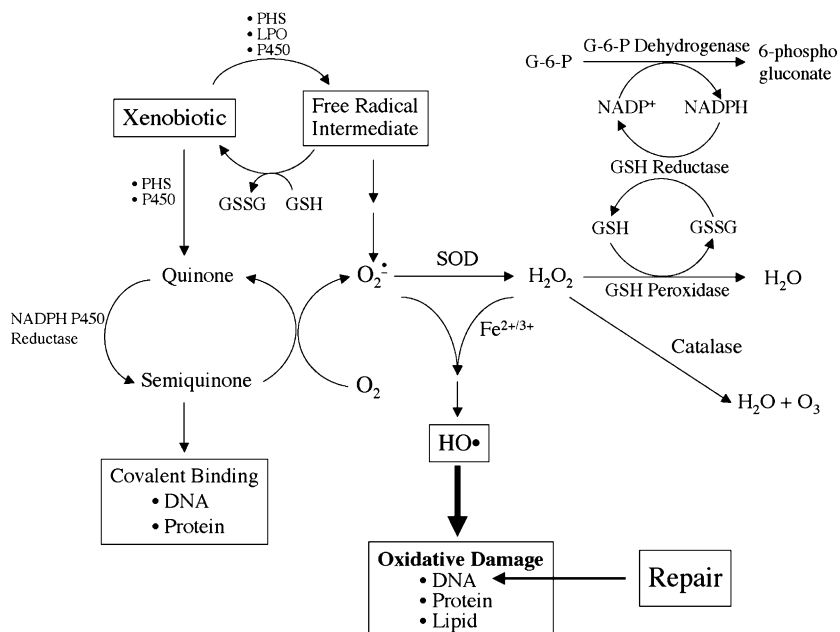 • PHS
• LPO
• P450
Xenobiotic
Free Radical
Intermediate
G-6-P
G-6-P Dehydrogenase
6-phospho
gluconate
NADP⁺
NADPH
GSH Reductase
GSH
GSSG
GSH Peroxidase
• PHS
• P450
GSSG
GSH
Quinone
O₂•̅
SOD
H₂O₂
H₂O
NADPH P450
Reductase
Fe²⁺/³⁺
Catalase
Semiquinone
O₂
H₂O + O₃
HO•
Covalent Binding
• DNA
• Protein
Oxidative Damage
• DNA
• Protein
• Lipid
Repair